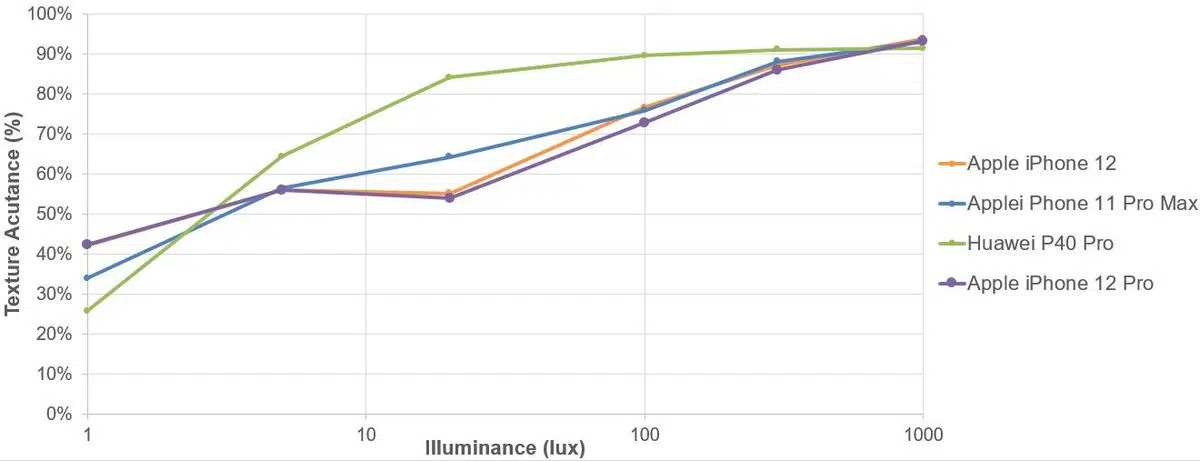 100%
90%
80%
70%
60%
50%
40%
30%
20%
10%
0%
Texture Acutance (%)
1
10
100
1000
Illuminance (lux)
Apple iPhone 12
Applei Phone 11 Pro Max
Huawei P40 Pro
Apple iPhone 12 Pro